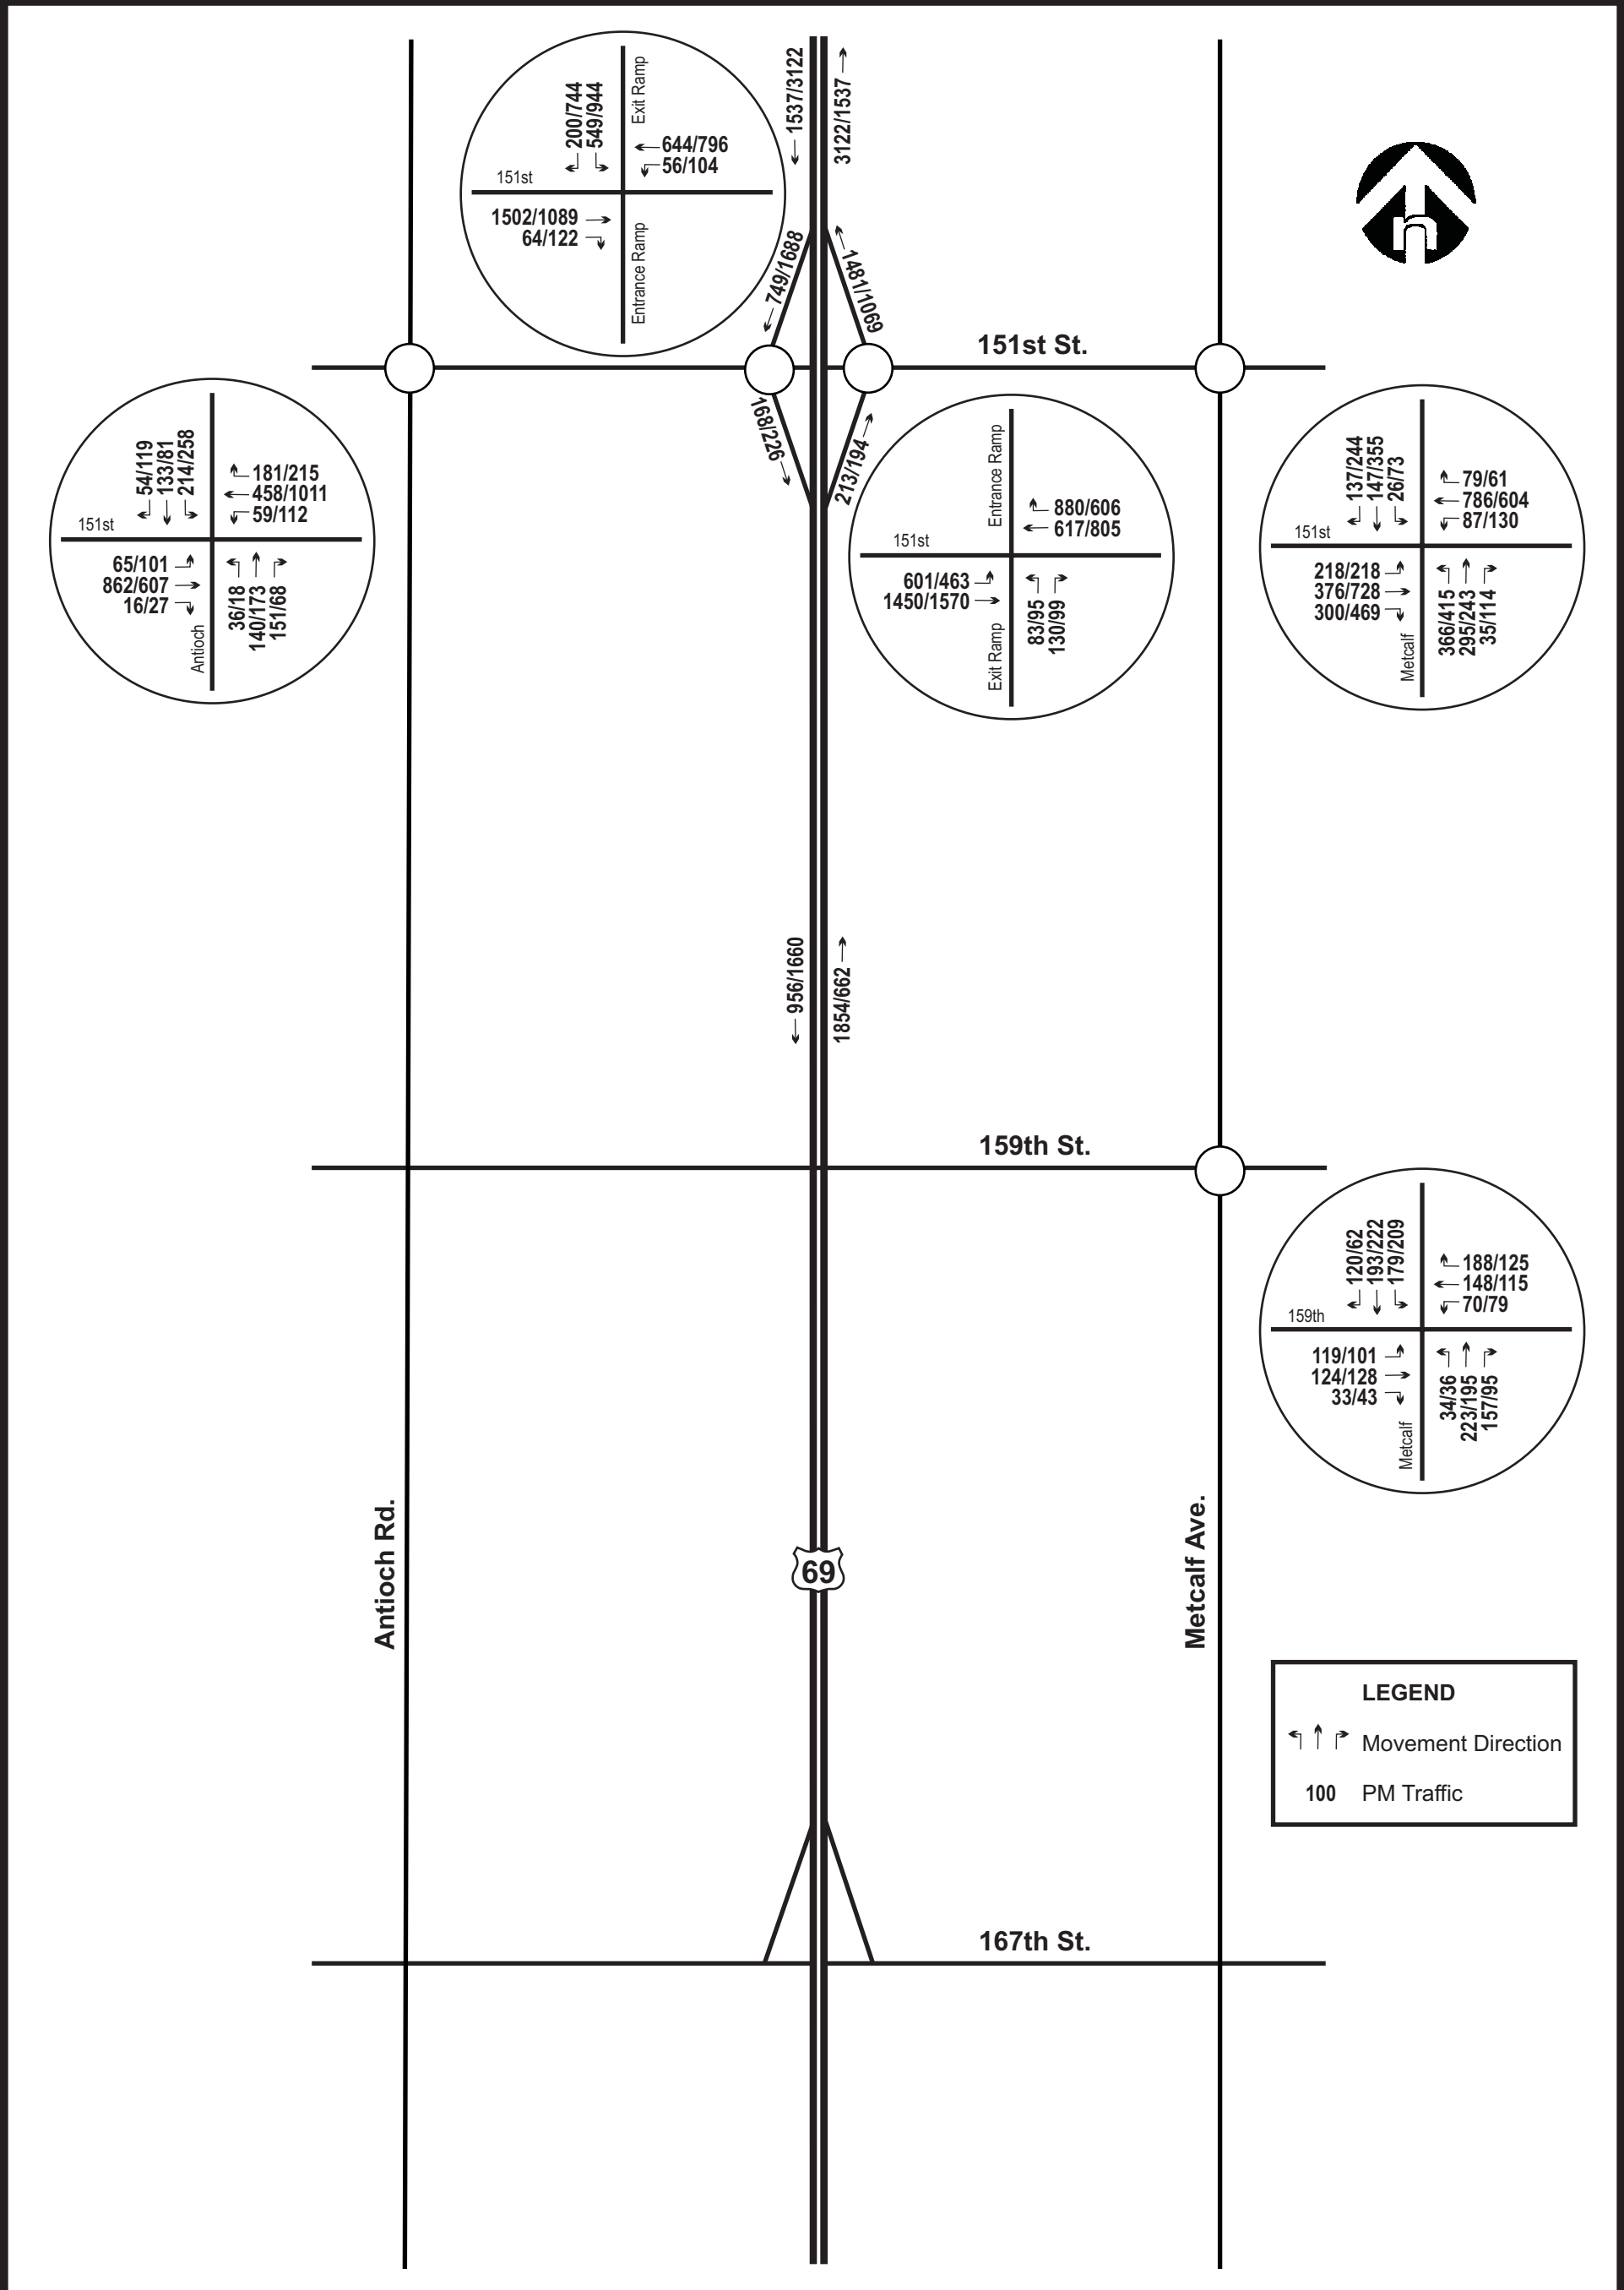 1537/3122
3122/1537
200/744
549/944
Exit Ramp
644/796
56/104
151st
1502/1089
64/122
Entrance Ramp
n
749/1688
1481/1069
151st St.
168/226
213/194
54/119
133/81
214/258
181/215
458/1011
59/112
151st
65/101
862/607
16/27
Antioch
36/18
140/173
151/68
Entrance Ramp
880/606
617/805
151st
601/463
1450/1570
Exit Ramp
83/95
130/99
137/244
147/355
26/73
79/61
786/604
87/130
151st
218/218
376/728
300/469
Metcalf
366/415
295/243
35/114
956/1660
1854/662
159th St.
120/62
193/222
179/209
188/125
148/115
70/79
159th
119/101
124/128
33/43
Metcalf
34/36
223/195
157/95
Antioch Rd.
69
Metcalf Ave.
LEGEND
Movement Direction
100 PM Traffic
167th St.